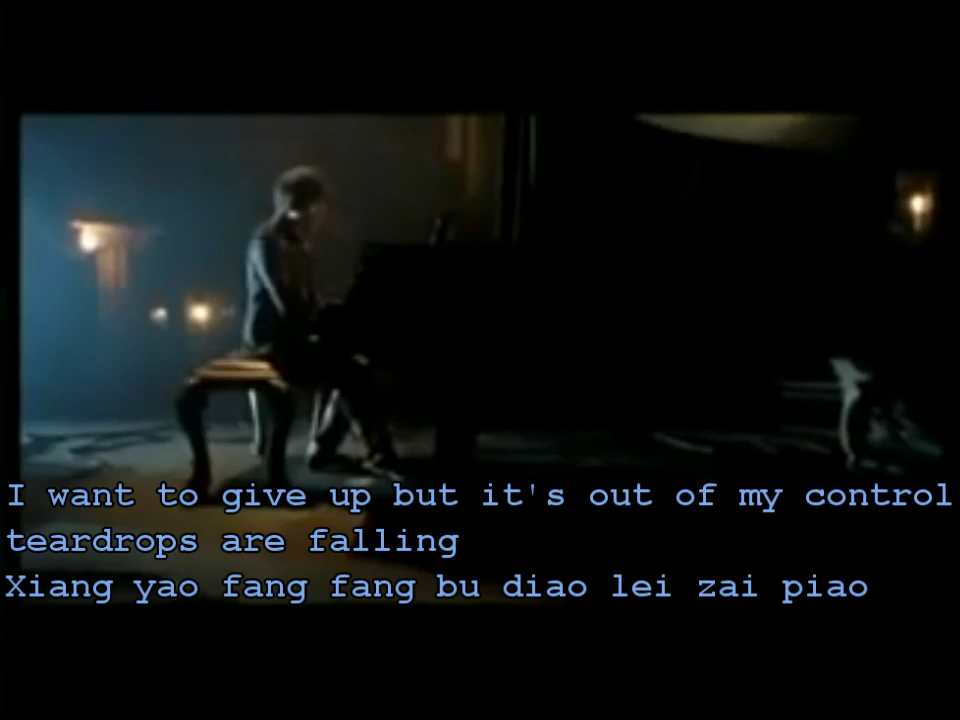 I want to give up but it's out of my control
teardrops are falling
Xiang yao fang fang bu diao lei zai piao